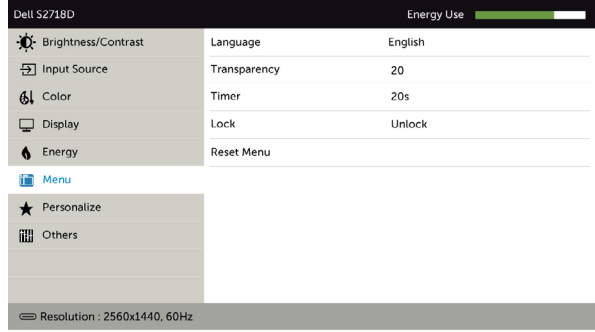 Dell S2718D Energy Use
Brightness/Contrast Language English
Input Source Transparency 20
Color Timer 20s
Display Lock Unlock
Energy Reset Menu
Menu
Personalize
Others
Resolution : 2560x1440, 60Hz